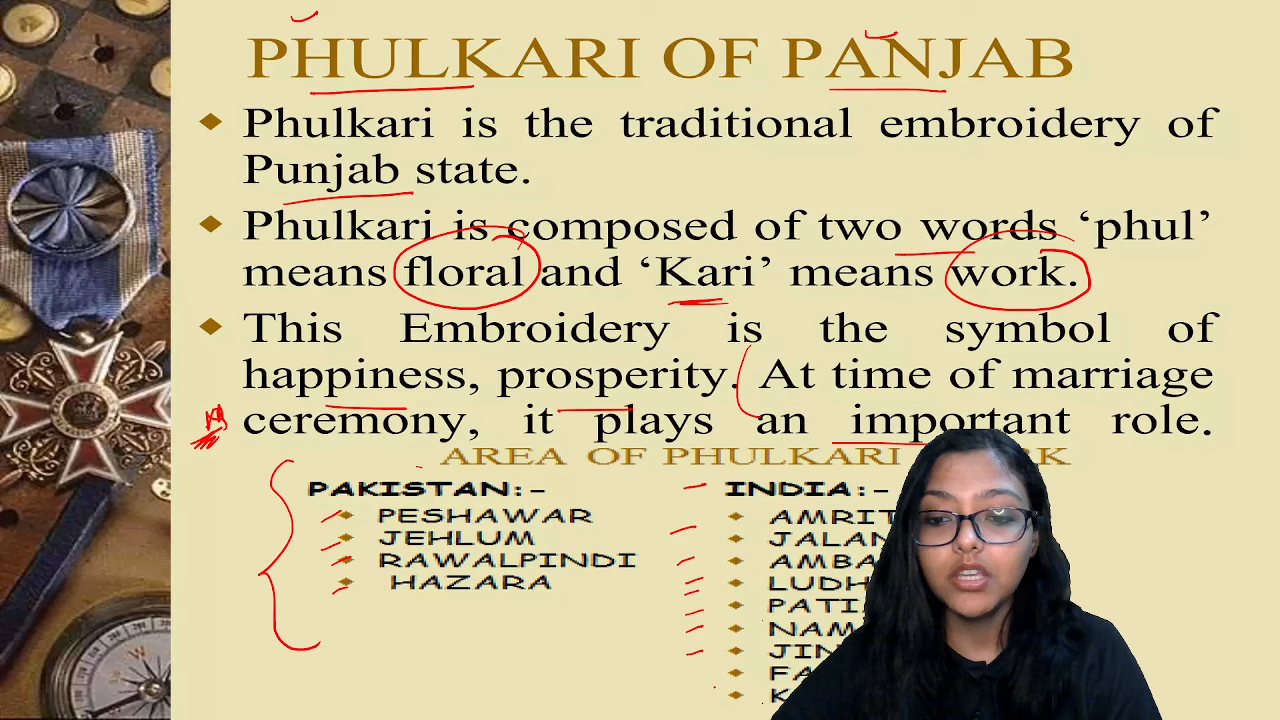 PHULKARI OF PANJAB
Phulkari is the traditional embroidery of
Punjab state.
Phulkari is composed of two words ‘phul’
means floral and ‘Kari’ means work.
This Embroidery is the symbol of
happiness, prosperity. At time of marriage
ceremony, it plays an important role.
AREA OF PHULKARI
PAKISTAN:-
PESHAWAR
JEHLUM
RAWALPINDI
HAZARA
INDIA:-